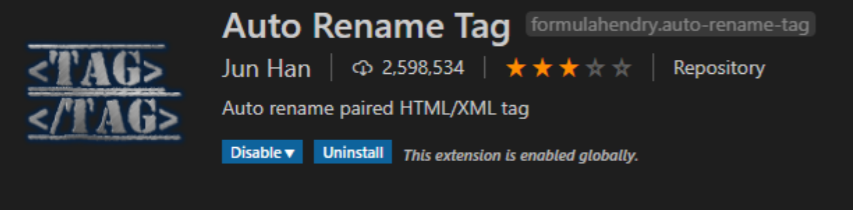 <TAG>
</TAG>
Auto Rename Tag formulahendry.auto-rename-tag
Jun Han 2,598,534 Repository
Auto rename paired HTML/XML tag
Disable Uninstall This extension is enabled globally.